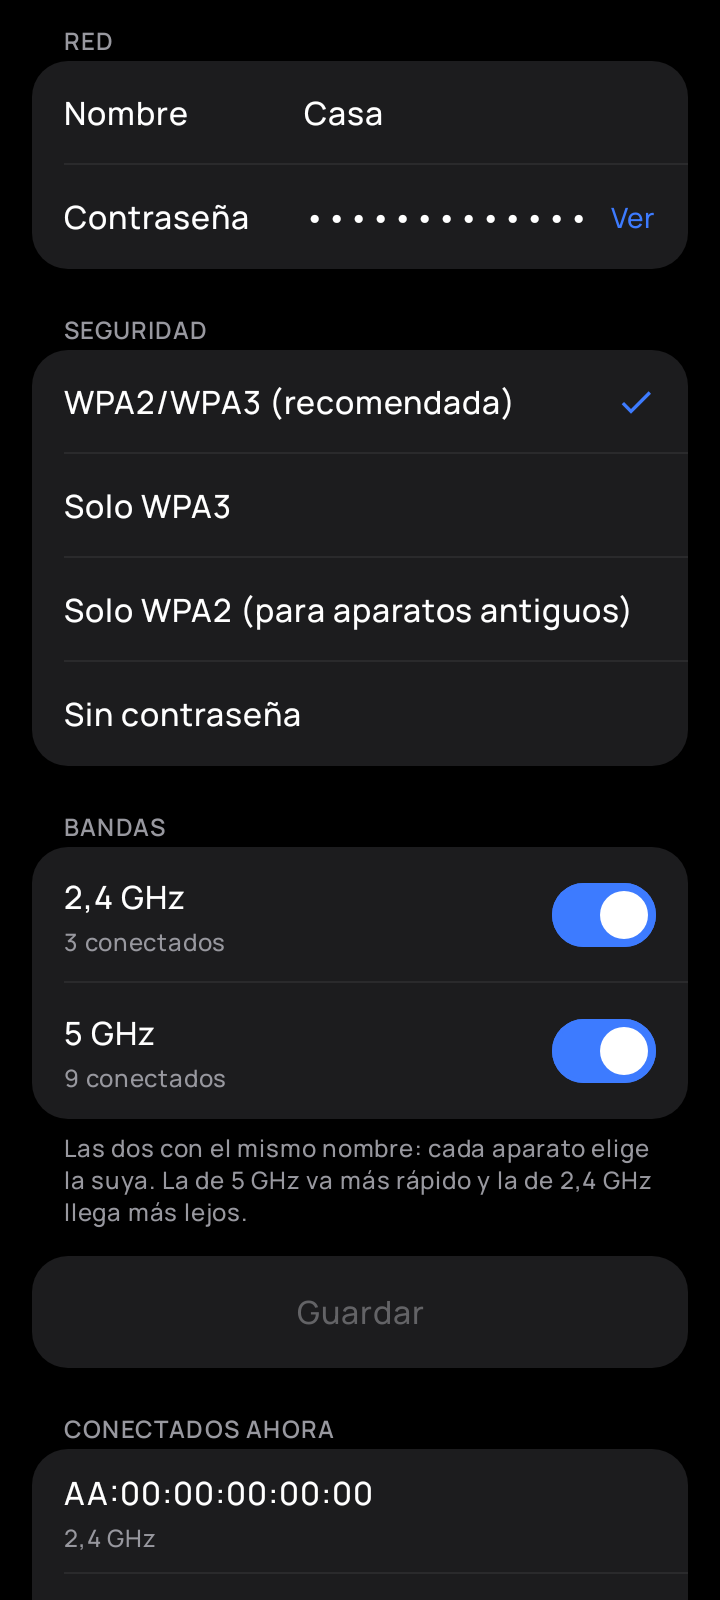 RED
Nombre Casa
Contraseña ••••••••••••• Ver
SEGURIDAD
WPA2/WPA3 (recomendada)
Solo WPA3
Solo WPA2 (para aparatos antiguos)
Sin contraseña
BANDAS
2,4 GHz
3 conectados
5 GHz
9 conectados
Las dos con el mismo nombre: cada aparato elige
la suya. La de 5 GHz va más rápido y la de 2,4 GHz
llega más lejos.
Guardar
CONECTADOS AHORA
AA:00:00:00:00:00
2,4 GHz